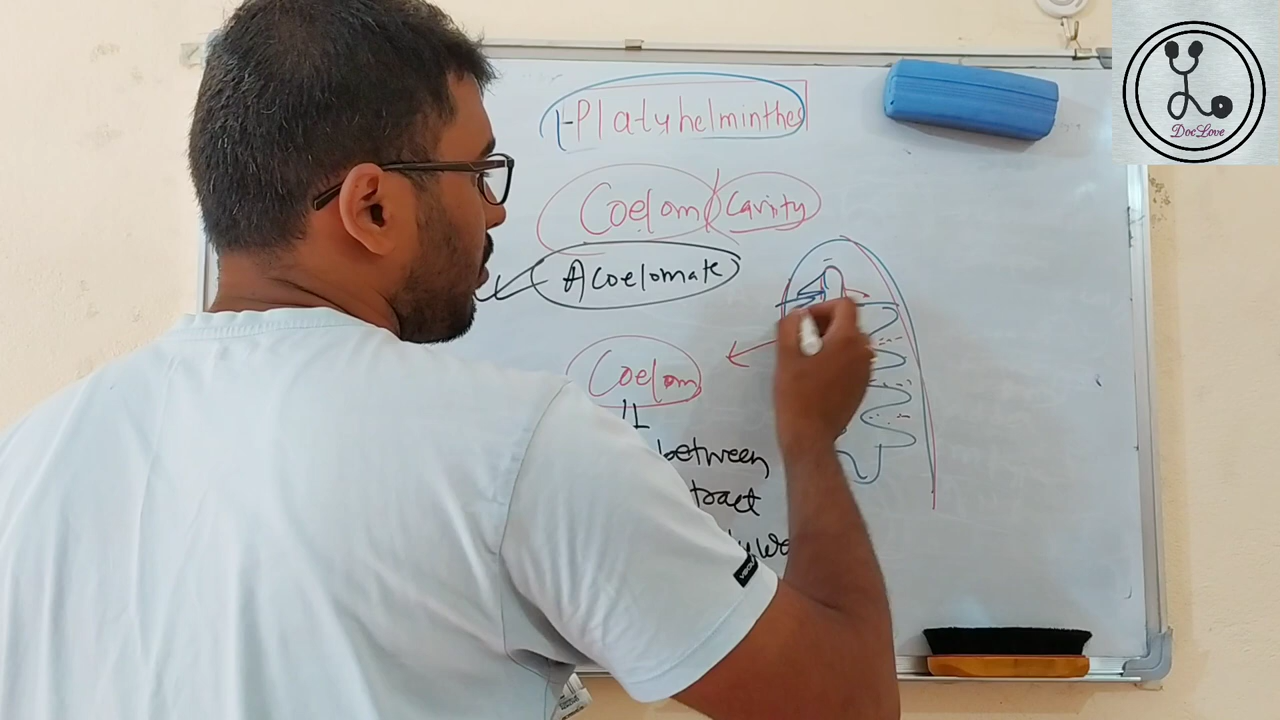 1-Platyhelminthes
Coelom (Cavity
Acoelomate
Coelom
between
tract
DocLove